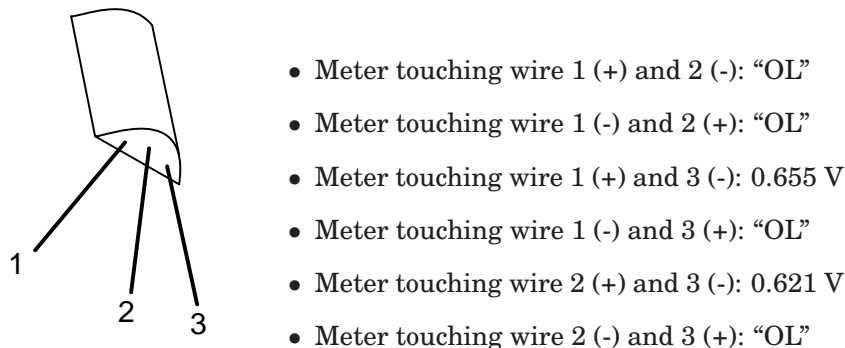 • Meter touching wire 1 (+) and 2 (-): “OL”
• Meter touching wire 1 (-) and 2 (+): “OL”
• Meter touching wire 1 (+) and 3 (-): 0.655 V
• Meter touching wire 1 (-) and 3 (+): “OL”
• Meter touching wire 2 (+) and 3 (-): 0.621 V
• Meter touching wire 2 (-) and 3 (+): “OL”
1
2
3